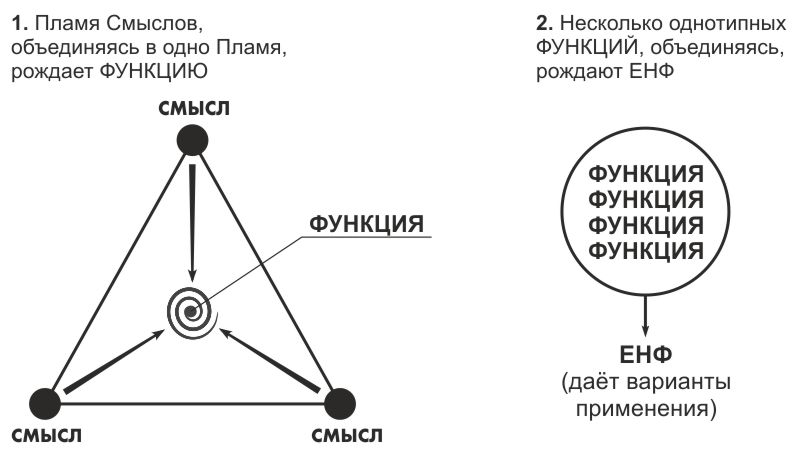 1. Пламя Смыслов,
объединяясь в одно Пламя,
рождает ФУНКЦИЮ
СМЫСЛ
ФУНКЦИЯ
СМЫСЛ
СМЫСЛ
2. Несколько однотипных
ФУНКЦИЙ, объединяясь,
рождают ЕНФ
ФУНКЦИЯ
ФУНКЦИЯ
ФУНКЦИЯ
ФУНКЦИЯ
ЕНФ
(даёт варианты
применения)